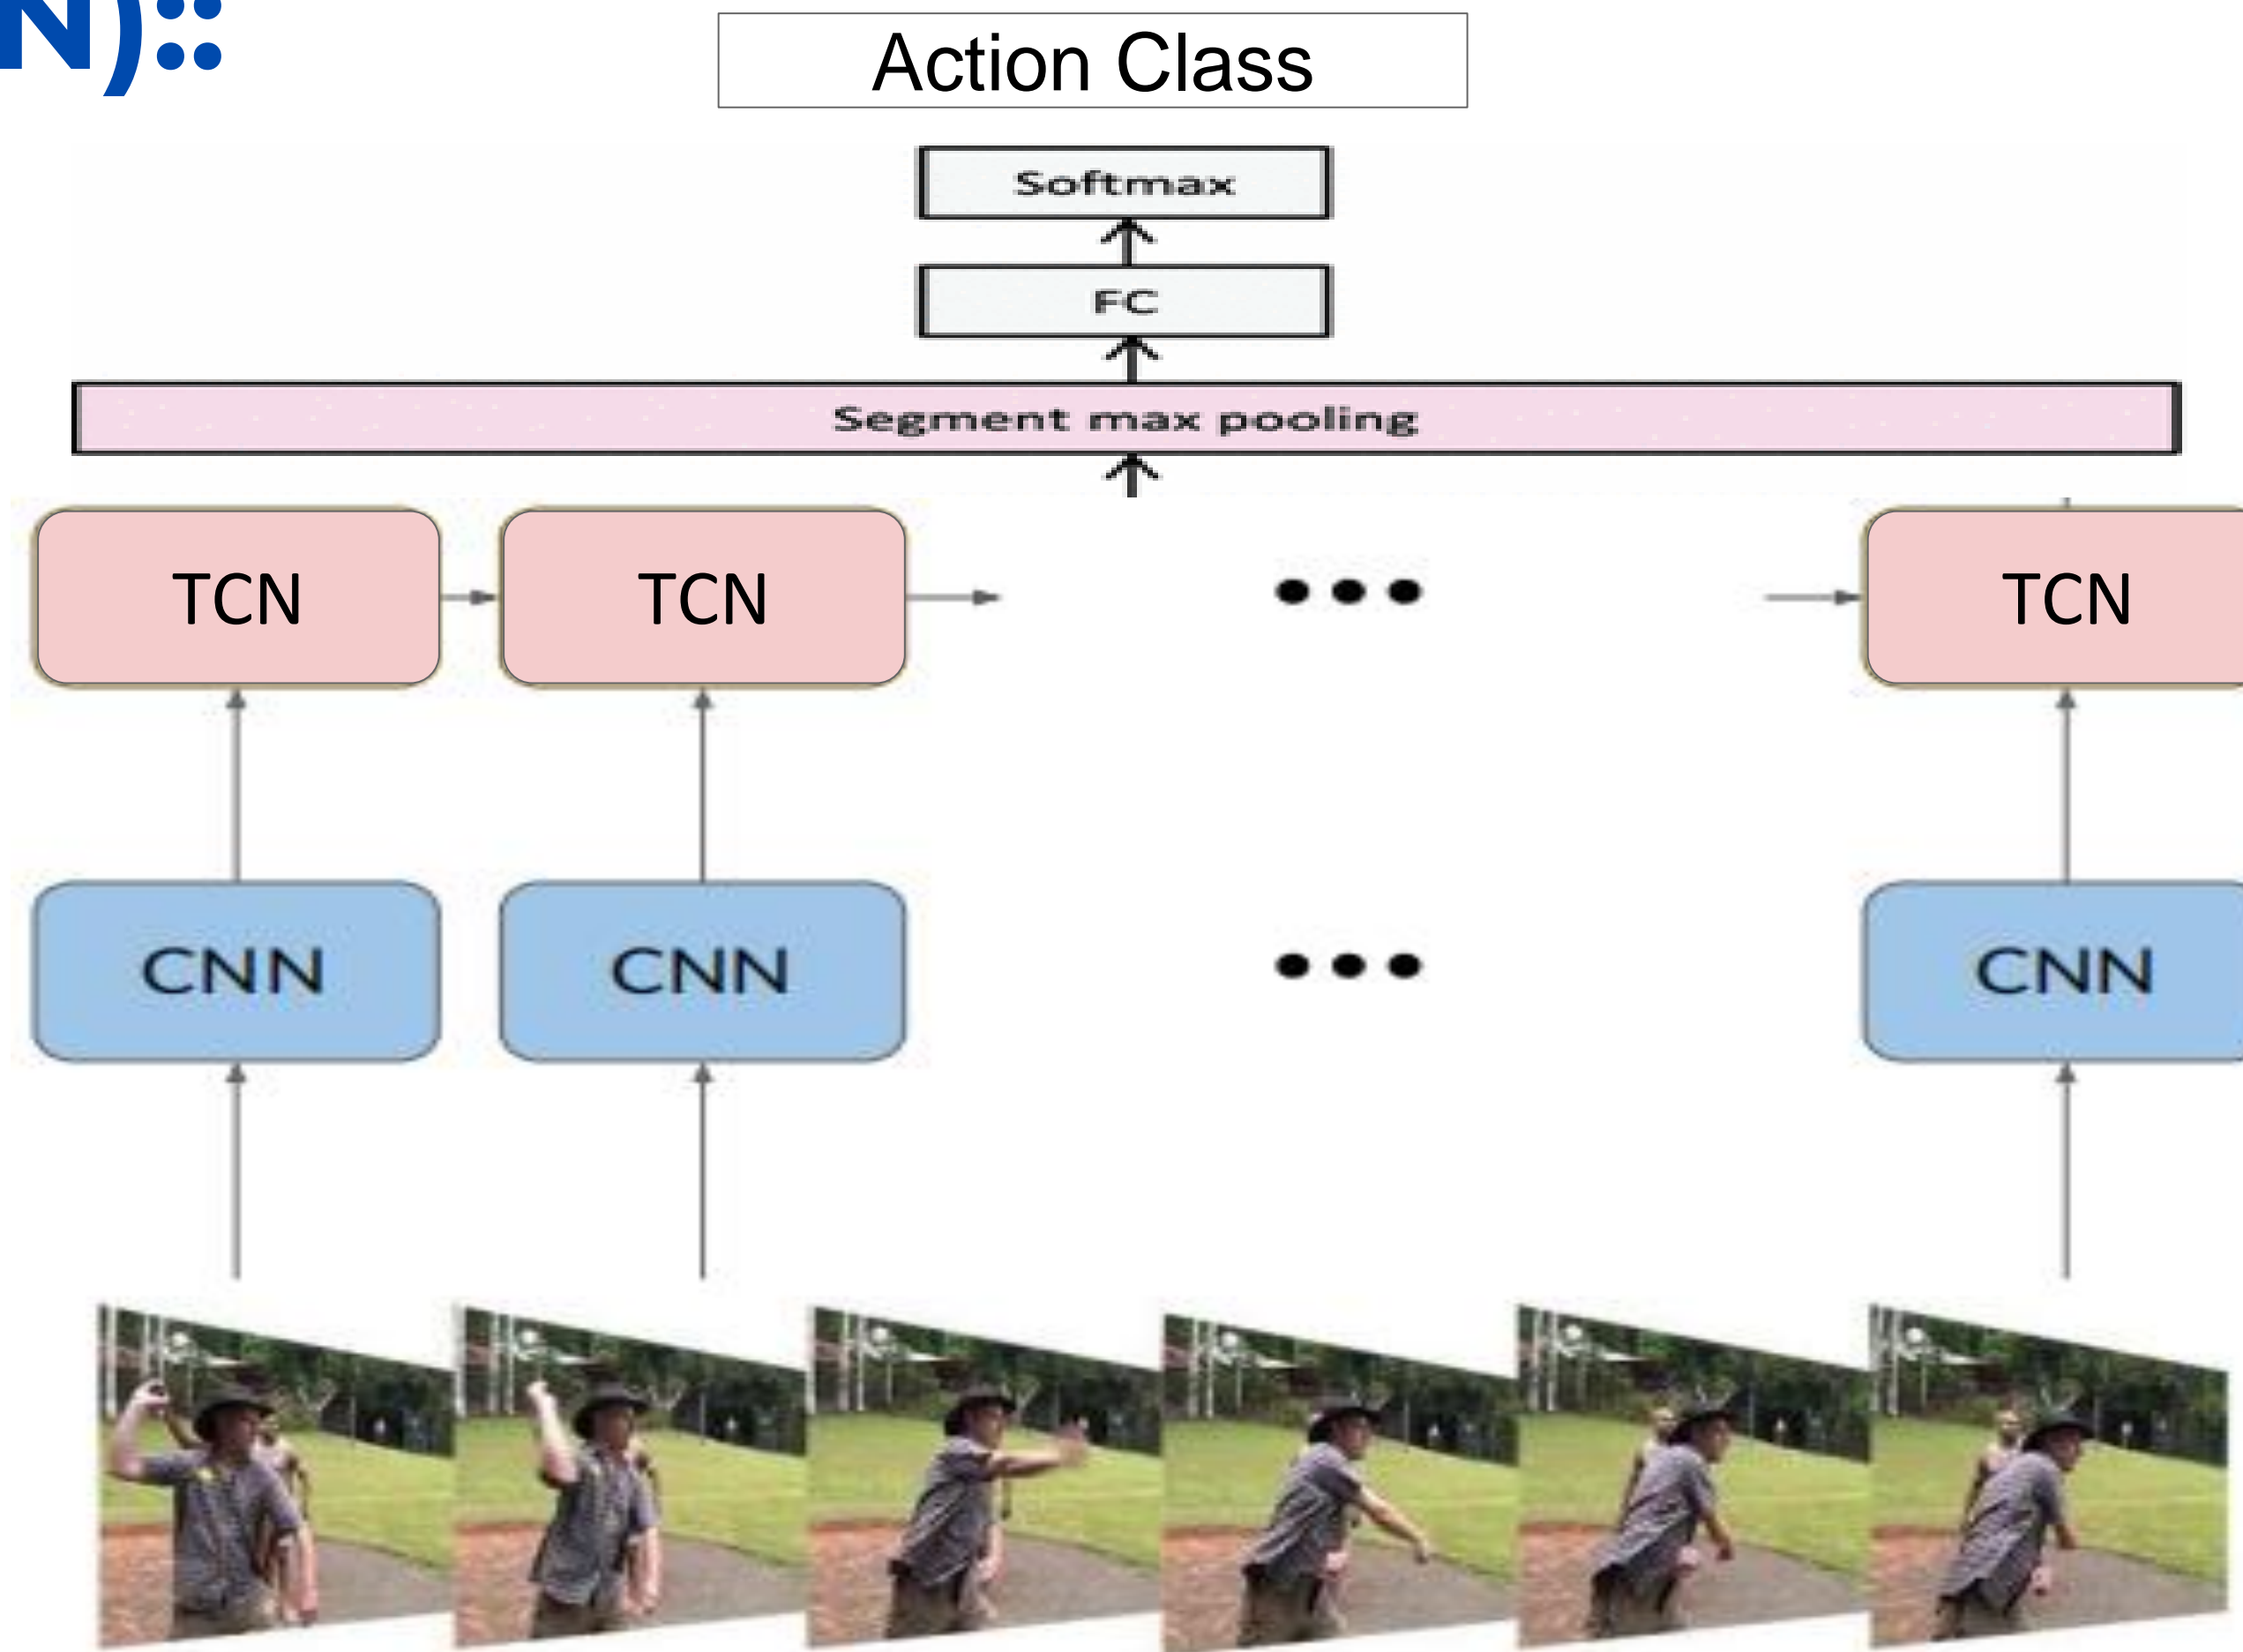 N)::
Action Class
Softmax
FC
Segment max pooling
TCN TCN TCN
CNN CNN CNN